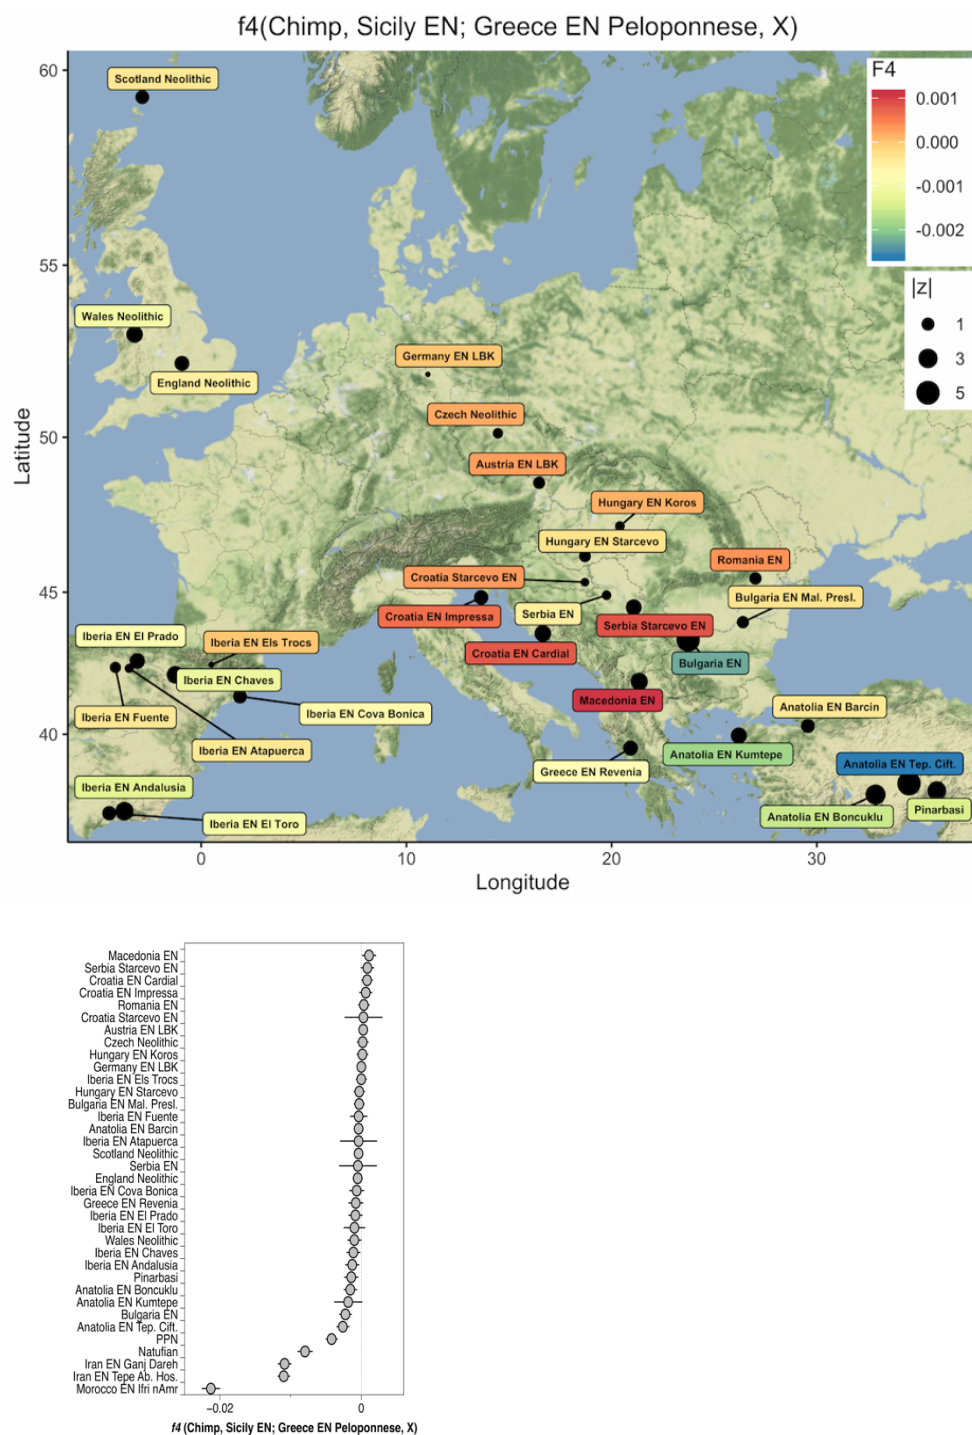 f4(Chimp, Sicily EN; Greece EN Peloponnese, X)
60
Scotland Neolithic
F4
0.001
0.000
-0.001
-0.002
55
|z|
1
3
5
Wales Neolithic
England Neolithic
Germany EN LBK
Czech Neolithic
50
Austria EN LBK
Hungary EN Koros
Hungary EN Starcevo
Romania EN
Croatia Starcevo EN
45
Bulgaria EN Mal. Presl.
Croatia EN Impressa
Serbia EN
Serbia Starcevo EN
Iberia EN El Prado
Iberia EN Els Trocs
Croatia EN Cardial
Bulgaria EN
Iberia EN Chaves
Macedonia EN
Anatolia EN Barcin
Iberia EN Cova Bonica
Iberia EN Fuente
40
Iberia EN Atapuerca
Anatolia EN Kumtepe
Anatolia EN Tep. Cift.
Greece EN Revenia
Iberia EN Andalusia
Pinarbasi
Anatolia EN Boncuklu
Iberia EN El Toro
Latitude
0
10
20
30
Longitude
Macedonia EN
Serbia Starcevo EN
Croatia EN Cardial
Croatia EN Impressa
Romania EN
Croatia Starcevo EN
Austria EN LBK
Czech Neolithic
Hungary EN Koros
Germany EN LBK
Iberia EN Els Trocs
Hungary EN Starcevo
Bulgaria EN Mal. Presl.
Iberia EN Fuente
Anatolia EN Barcin
Iberia EN Atapuerca
Scotland Neolithic
Serbia EN
England Neolithic
Iberia EN Cova Bonica
Greece EN Revenia
Iberia EN El Prado
Iberia EN El Toro
Wales Neolithic
Iberia EN Chaves
Iberia EN Andalusia
Pinarbasi
Anatolia EN Boncuklu
Anatolia EN Kumtepe
Bulgaria EN
Anatolia EN Tep. Cift.
PPN
Natufian
Iran EN Ganj Dareh
Iran EN Tepe Ab. Hos.
Morocco EN Ifri nAmr
−0.02
0
f4 (Chimp, Sicily EN; Greece EN Peloponnese, X)